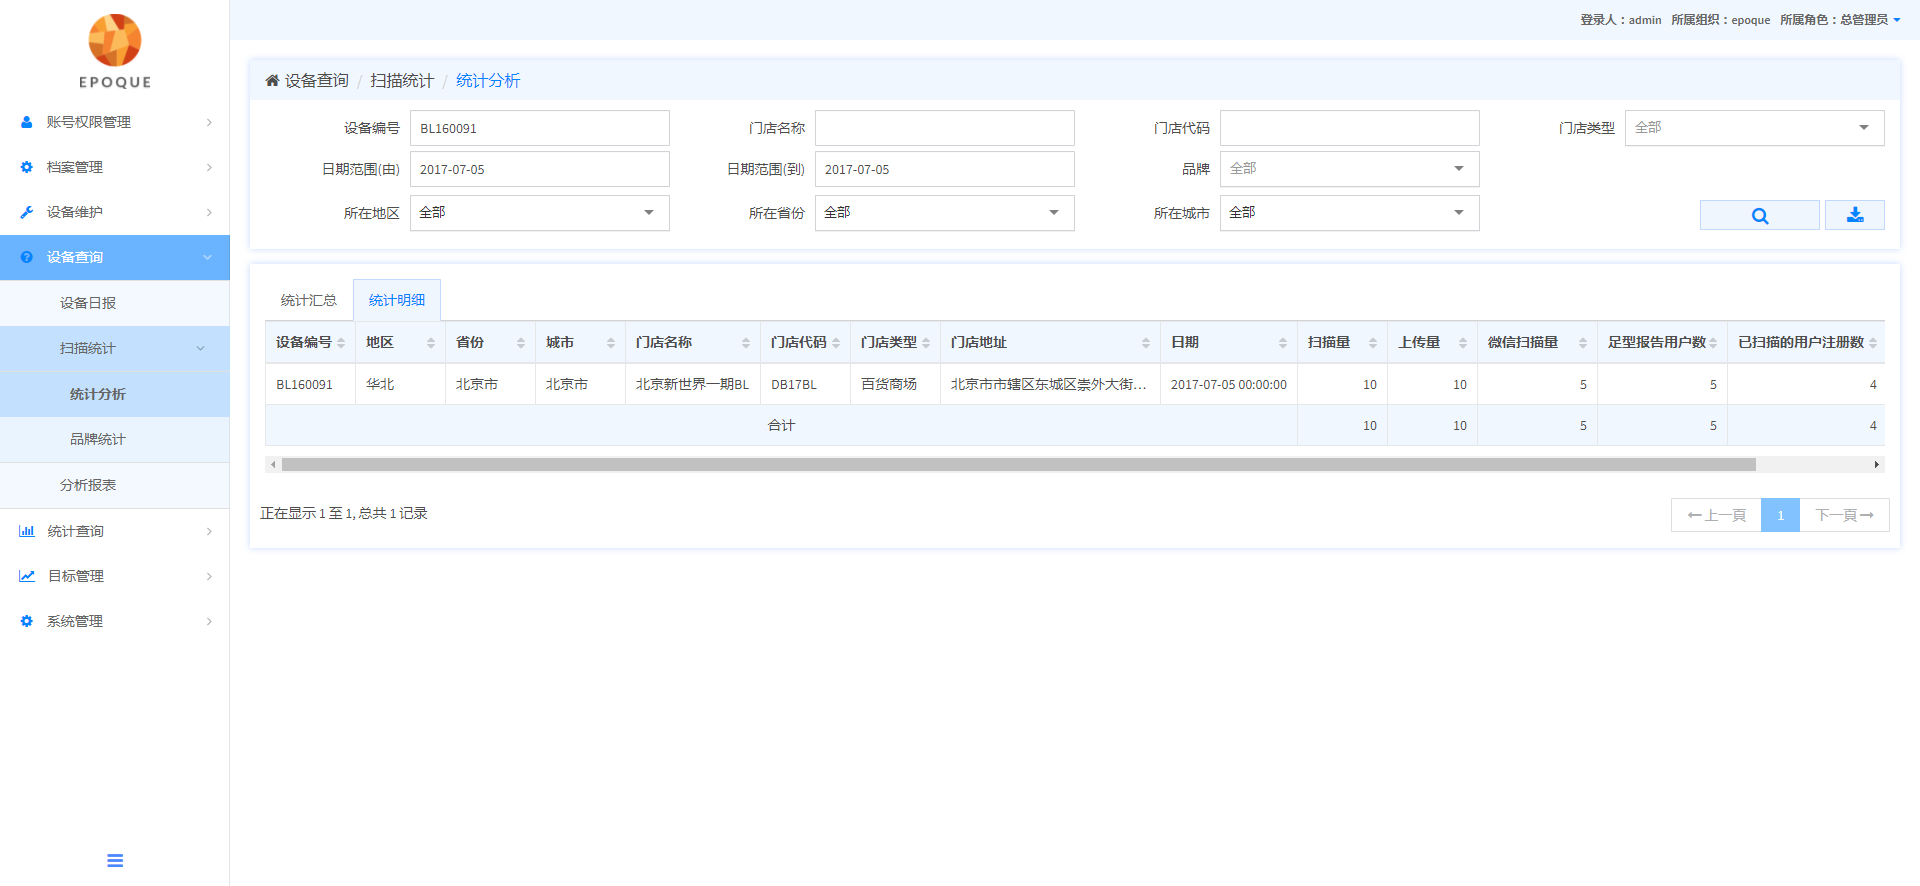 登录人：admin 所属组织：epoque 所属角色：总管理员
EPOQUE
账号权限管理
档案管理
设备维护
设备查询
设备日报
扫描统计
统计分析
品牌统计
分析报表
统计查询
目标管理
系统管理
设备查询 / 扫描统计 / 统计分析
设备编号 BL160091 门店名称 门店代码 门店类型 全部
日期范围(由) 2017-07-05 日期范围(到) 2017-07-05 品牌 全部
所在地区 全部 所在省份 全部 所在城市 全部
统计汇总 统计明细
设备编号 地区 省份 城市 门店名称 门店代码 门店类型 门店地址 日期 扫描量 上传量 微信扫描量 足型报告用户数 已扫描的用户注册数
BL160091 华北 北京市 北京市 北京新世界一期BL DB17BL 百货商场 北京市市辖区东城区崇外大街... 2017-07-05 00:00:00 10 10 5 5 4
合计 10 10 5 5 4
正在显示 1 至 1, 总共 1 记录
←上一頁 1 下一頁→